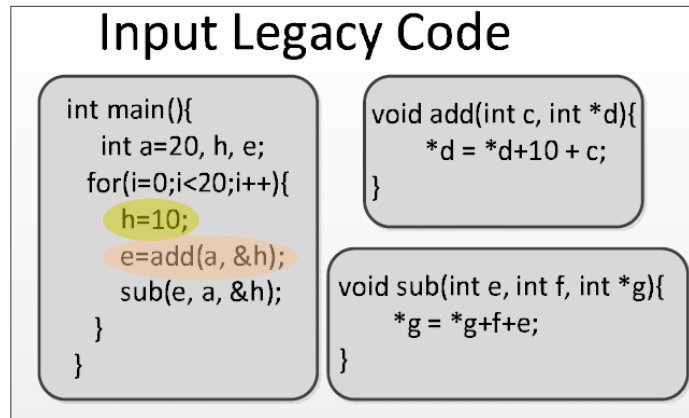 Input Legacy Code
int main(){
int a=20, h, e;
for(i=0;i<20;i++){
h=10;
e=add(a, &h);
sub(e, a, &h);
}
}
void add(int c, int *d){
*d = *d+10 + c;
}
void sub(int e, int f, int *g){
*g = *g+f+e;
}